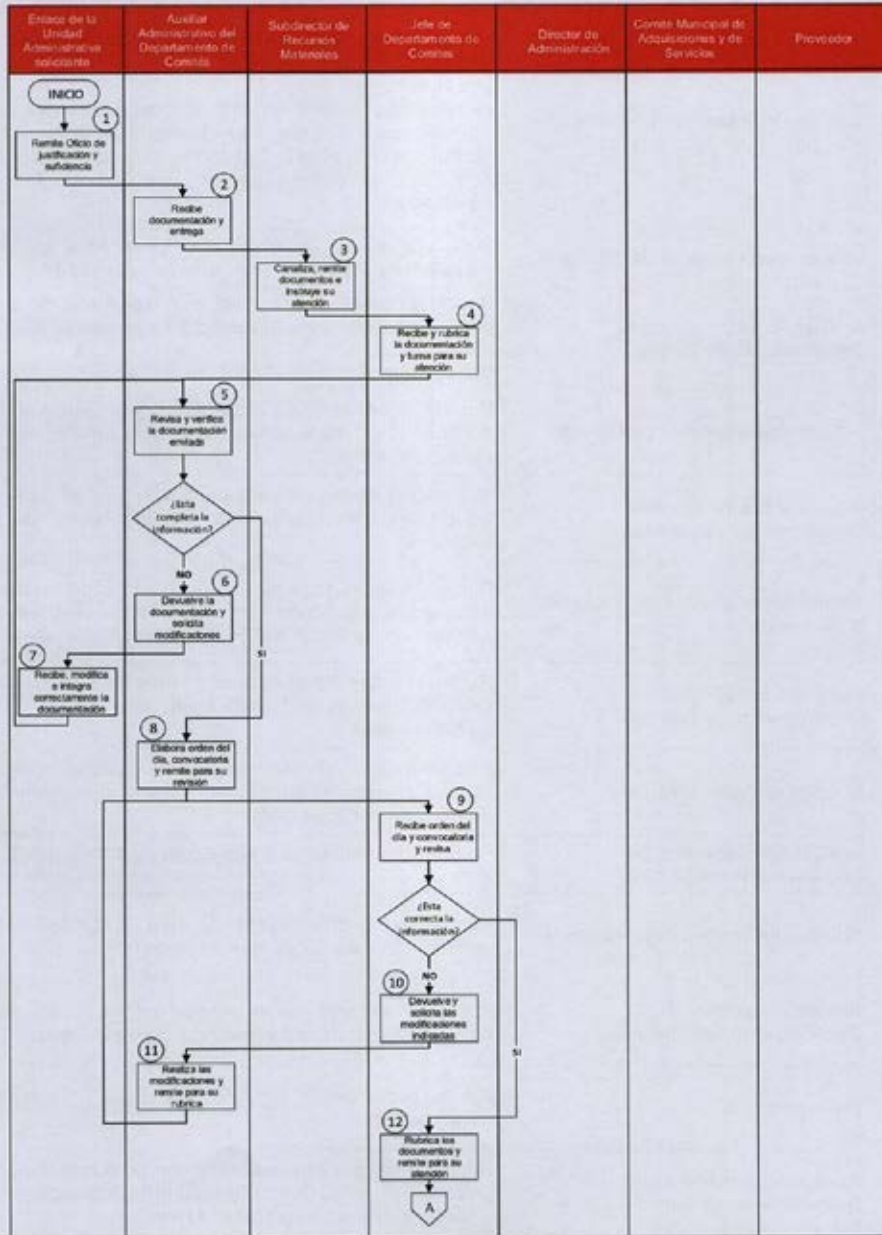 Enlace de la
Unidad
Administrativa
solicitante
Auxiliar
Administrativo del
Departamento de
Comités
Subdirector de
Recursos
Materiales
Jefe de
Departamento de
Comités
Director de
Administración
Comité Municipal de
Adquisiciones y de
Servicios
Proveedor
INICIO
1
Remite Oficio de
justificación y
suficiencia
2
Recibe
documentación y
entrega
3
Canaliza, remite
documentos e
instruye su
atención
4
Recibe y rubrica
la documentación
y turna para su
atención
5
Revisa y verifica
la documentación
enviada
¿Esta
completa la
información?
NO
SI
6
Devuelve la
documentación y
solicita
modificaciones
7
Recibe, modifica
e integra
correctamente la
documentación
8
Elabora orden del
día, convocatoria
y remite para su
revisión
9
Recibe orden del
día y convocatoria
y revisa
¿Esta
correcta la
información?
NO
SI
10
Devuelve y
solicita las
modificaciones
indicadas
11
Realiza las
modificaciones y
remite para su
rubrica
12
Rubrica los
documentos y
remite para su
atención
A